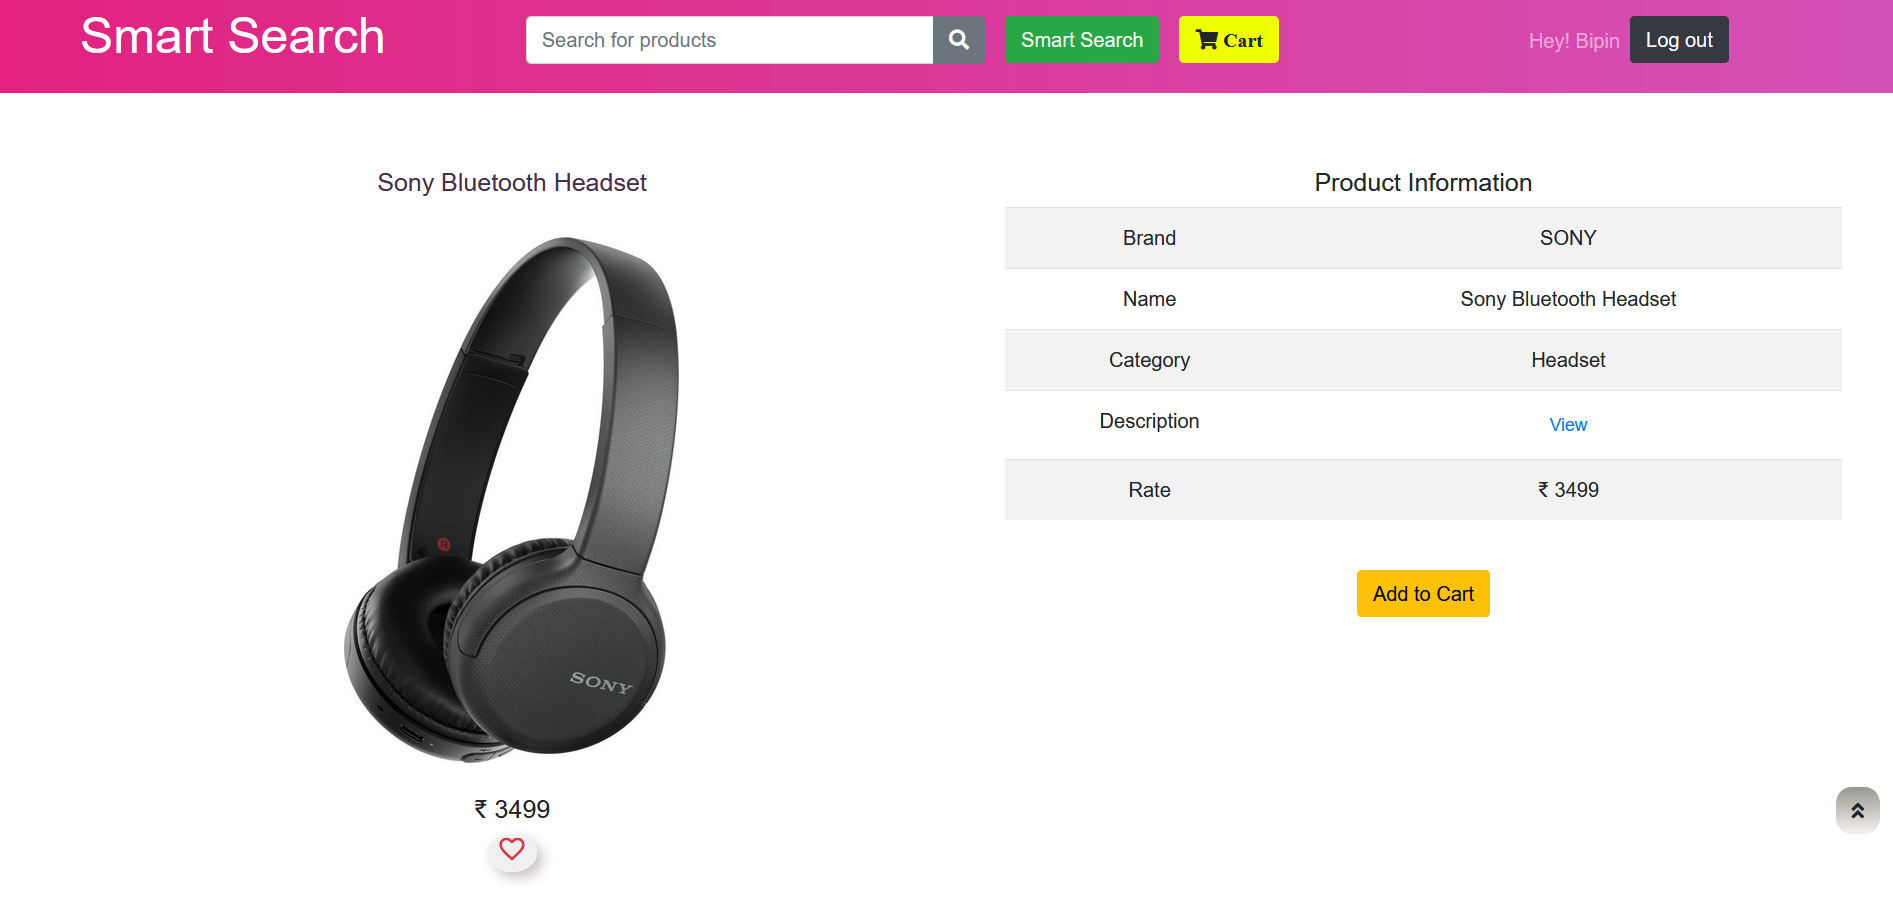 Smart Search
Search for products
Smart Search
Cart
Hey! Bipin
Log out
Sony Bluetooth Headset
SONY
₹ 3499
Product Information
Brand SONY
Name Sony Bluetooth Headset
Category Headset
Description View
Rate ₹ 3499
Add to Cart